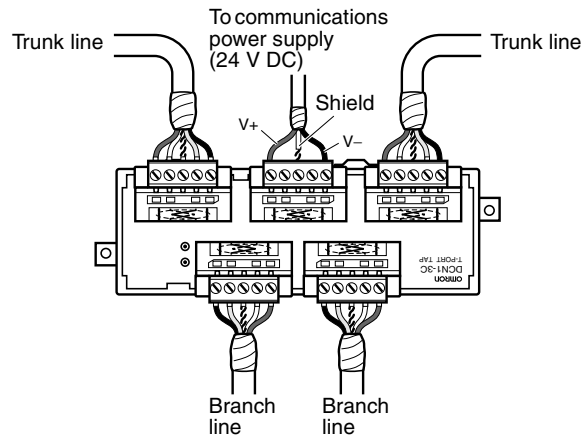 To communications
power supply
(24 V DC)
Trunk line
Trunk line
Shield
V+
V–
DCN1-3C
T-PORT TAP
OMRON
Branch
line
Branch
line